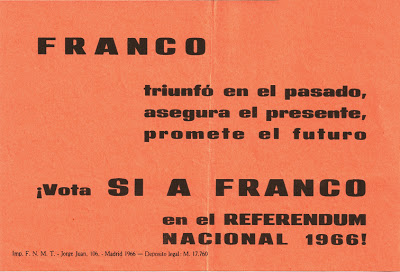 FRANCO
triunfó en el pasado,
asegura el presente,
promete el futuro
¡Vota SI A FRANCO
en el REFERENDUM
NACIONAL 1966!
Imp. F. N. M. T. - Jorge Juan, 106. - Madrid 1966 — Deposito legal: M. 17.760